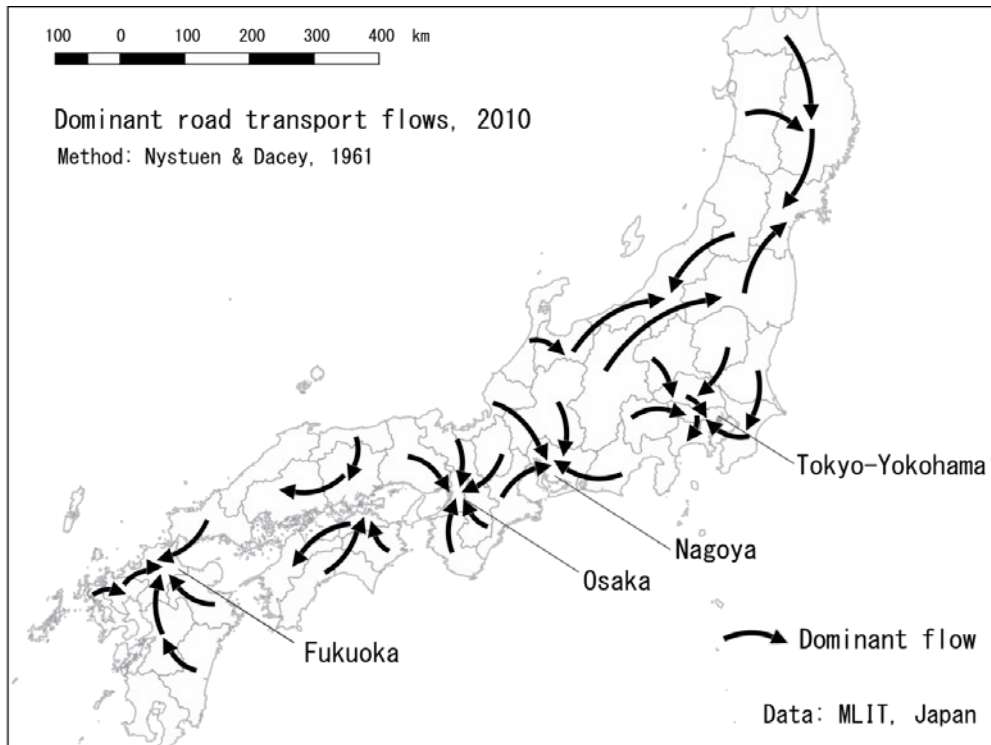 100 0 100 200 300 400 km
Dominant road transport flows, 2010
Method: Nystuen & Dacey, 1961
Tokyo-Yokohama
Nagoya
Osaka
Fukuoka
Dominant flow
Data: MLIT, Japan